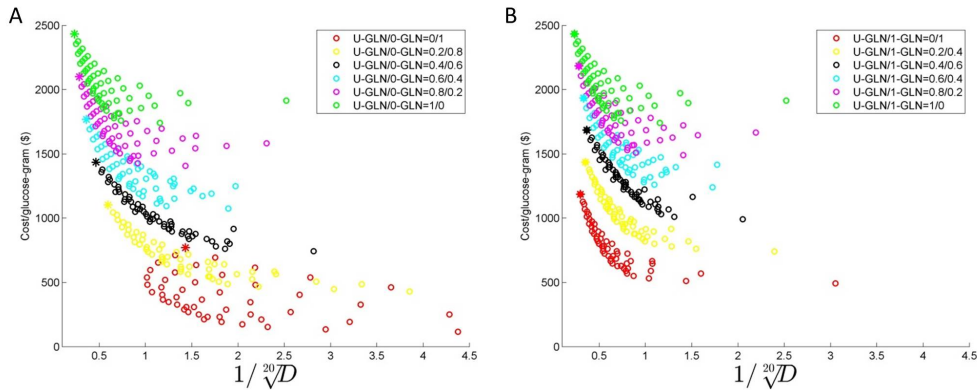 A
2500
2000
1500
1000
500
0
Cost/glucose-gram ($)
0.5 1 1.5 2 2.5 3 3.5 4 4.5
1/ ²⁰√D
U-GLN/0-GLN=0/1
U-GLN/0-GLN=0.2/0.8
U-GLN/0-GLN=0.4/0.6
U-GLN/0-GLN=0.6/0.4
U-GLN/0-GLN=0.8/0.2
U-GLN/0-GLN=1/0
B
2500
2000
1500
1000
500
0
Cost/glucose-gram ($)
0.5 1 1.5 2 2.5 3 3.5 4 4.5
1/ ²⁰√D
U-GLN/1-GLN=0/1
U-GLN/1-GLN=0.2/0.4
U-GLN/1-GLN=0.4/0.6
U-GLN/1-GLN=0.6/0.4
U-GLN/1-GLN=0.8/0.2
U-GLN/1-GLN=1/0